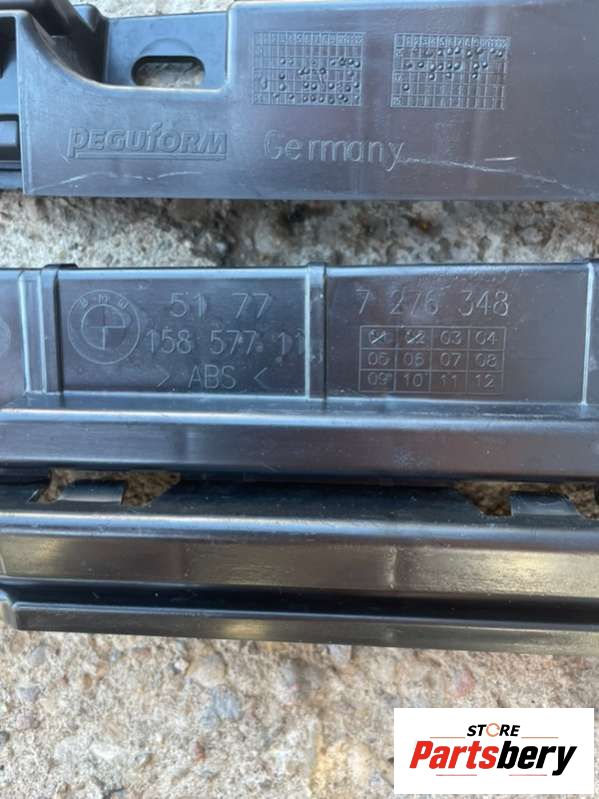 PEGUFORM Germany
BMW
51 77 7 276 348
158 577 11
> ABS <
03 04
05 06 07 08
09 10 11 12
STORE
Partsbery